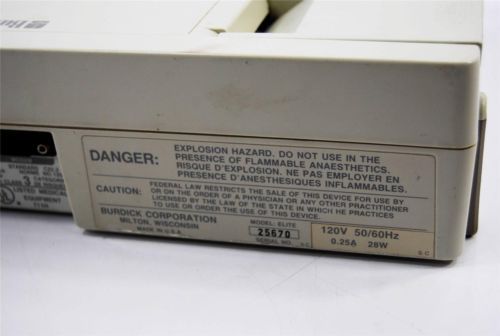 DANGER:
EXPLOSION HAZARD. DO NOT USE IN THE
PRESENCE OF FLAMMABLE ANAESTHETICS.
RISQUE D'EXPLOSION. NE PAS EMPLOYER EN
PRESENCE D'ANESTHESIQUES INFLAMMABLES.
CAUTION:
FEDERAL LAW RESTRICTS THE SALE OF THIS DEVICE FOR USE BY
OR ON THE ORDER OF A PHYSICIAN OR ANY OTHER PRACTITIONER
LICENSED BY THE LAW OF THE STATE IN WHICH HE PRACTICES
TO USE OR ORDER THE USE OF THIS DEVICE.
BURDICK CORPORATION
MILTON, WISCONSIN
MADE IN U.S.A.
MODEL: ELITE
25670
SERIAL NO.
S C
120V 50/60Hz
0.25A 28W
S C
EQUIPMENT